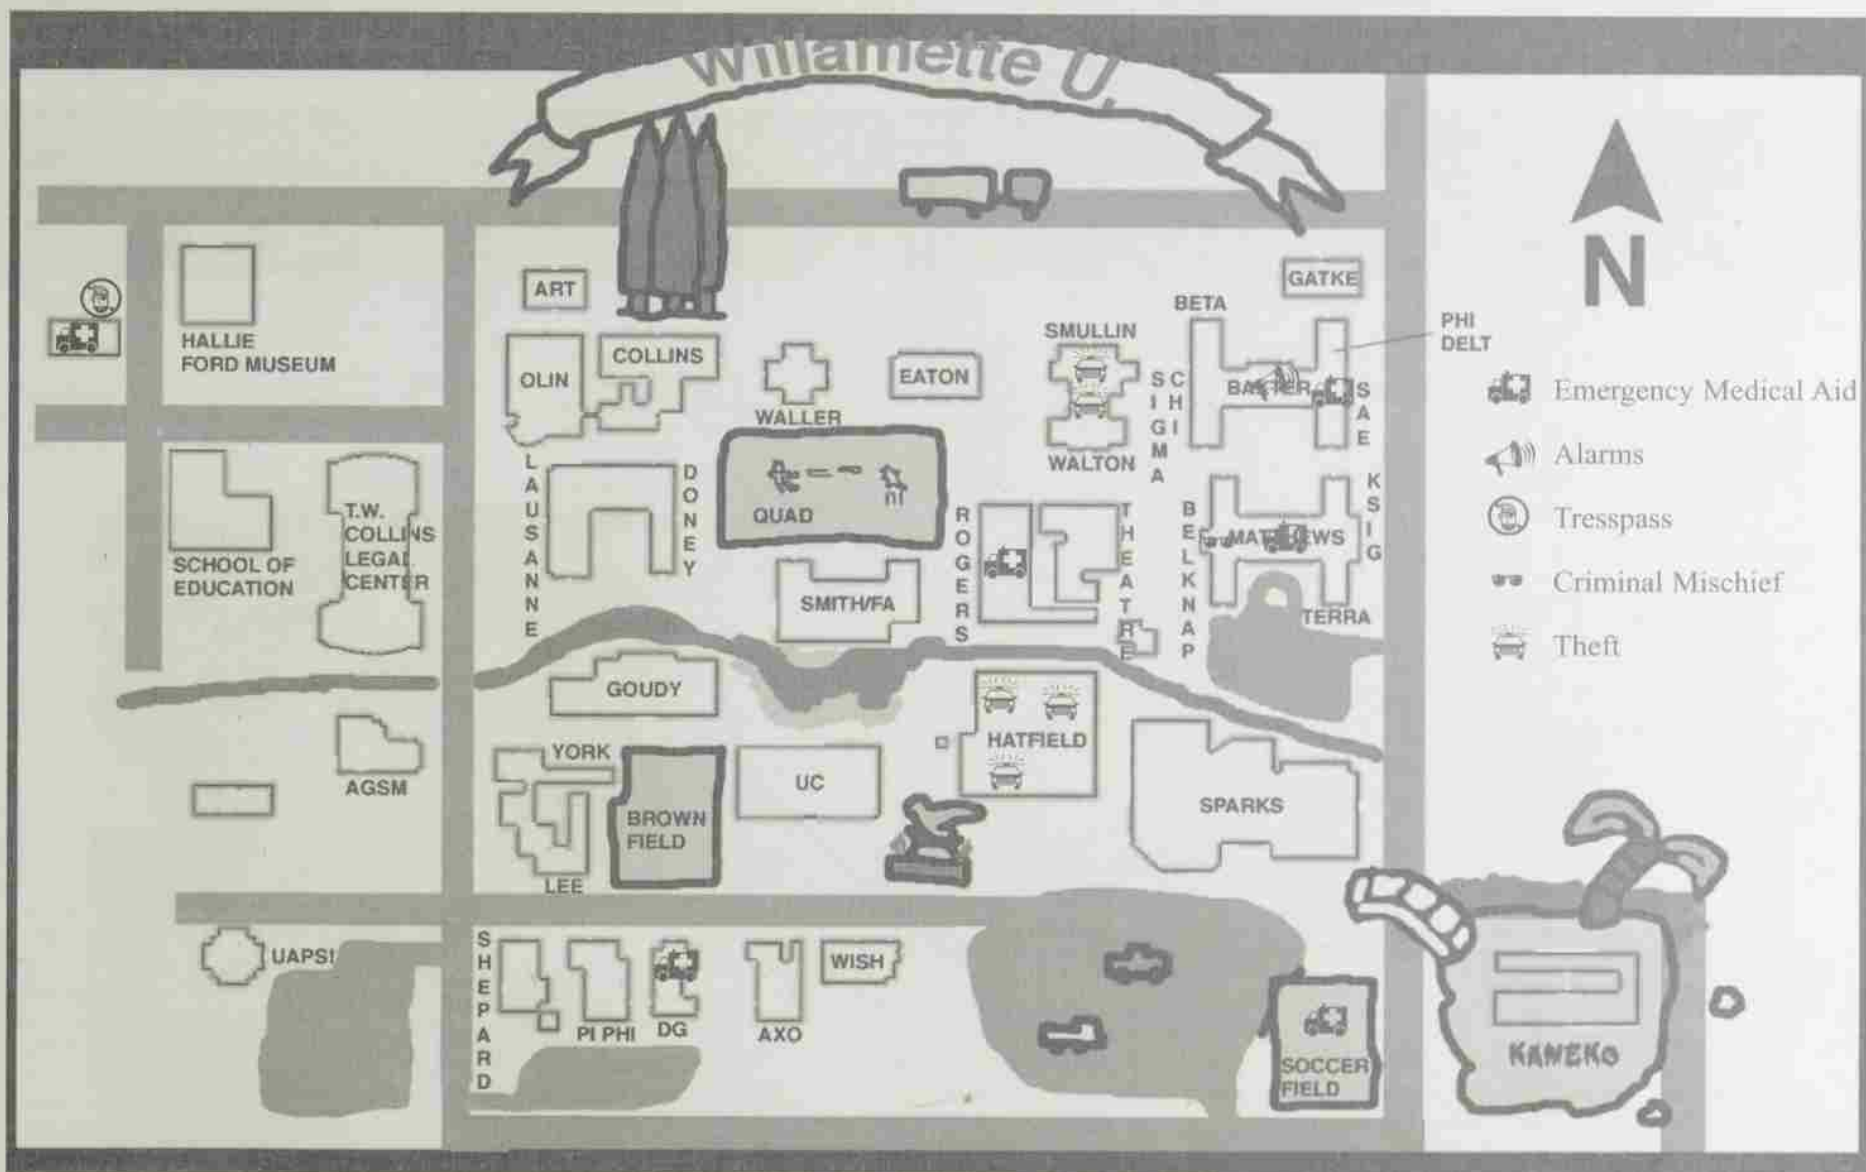 Willamette U.
N
ART
GATKE
BETA
PHI
DELT
HALLIE
FORD MUSEUM
SMULLIN
COLLINS
OLIN
EATON
WALLER
SIGMA
CHI
BAXTER
SAE
WALTON
Emergency Medical Aid
Alarms
Tresspass
Criminal Mischief
Theft
LAUSANNE
DONEY
QUAD
ROGERS
THEATRE
BELKNAP
MATTHEWS
KSIG
T.W.
COLLINS
LEGAL
CENTER
SCHOOL OF
EDUCATION
SMITH/FA
TERRA
GOUDY
HATFIELD
YORK
UC
AGSM
BROWN
FIELD
SPARKS
LEE
SHEPARD
UAPS!
WISH
PI PHI
DG
AXO
SOCCER
FIELD
KANEKO